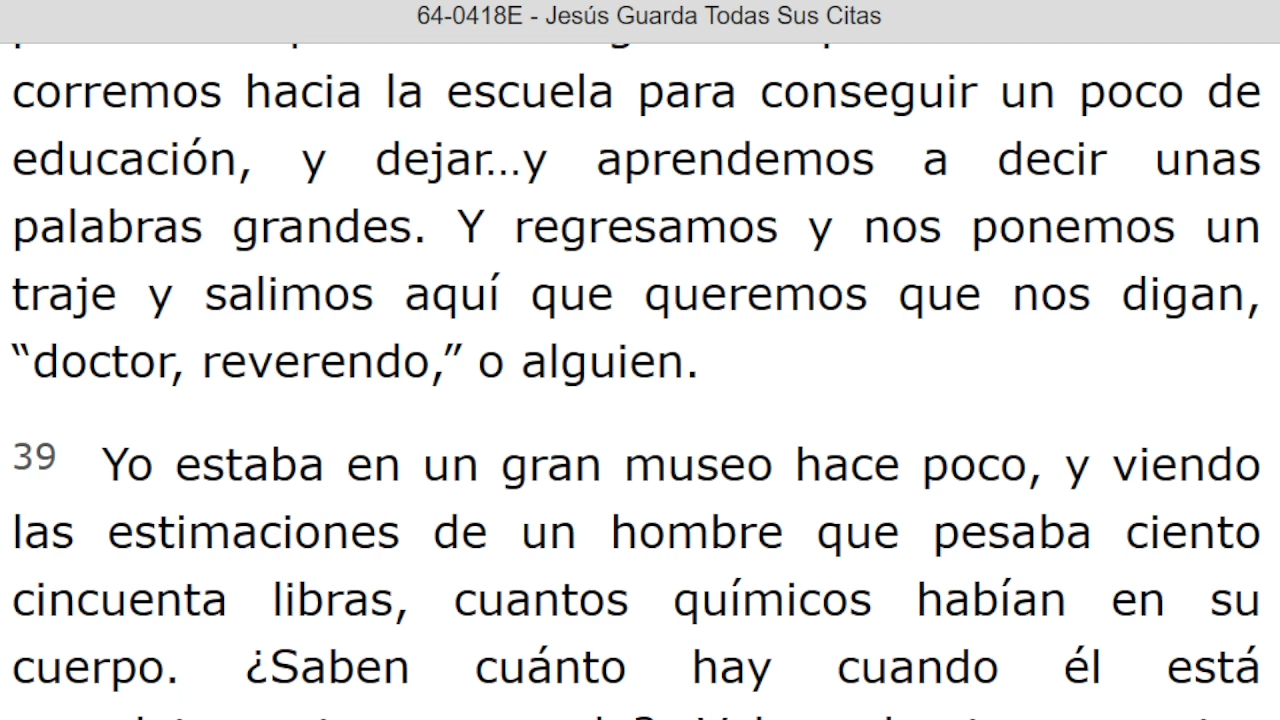 64-0418E - Jesús Guarda Todas Sus Citas
corremos hacia la escuela para conseguir un poco de
educación, y dejar...y aprendemos a decir unas
palabras grandes. Y regresamos y nos ponemos un
traje y salimos aquí que queremos que nos digan,
“doctor, reverendo,” o alguien.
39 Yo estaba en un gran museo hace poco, y viendo
las estimaciones de un hombre que pesaba ciento
cincuenta libras, cuantos químicos habían en su
cuerpo. ¿Saben cuánto hay cuando él está